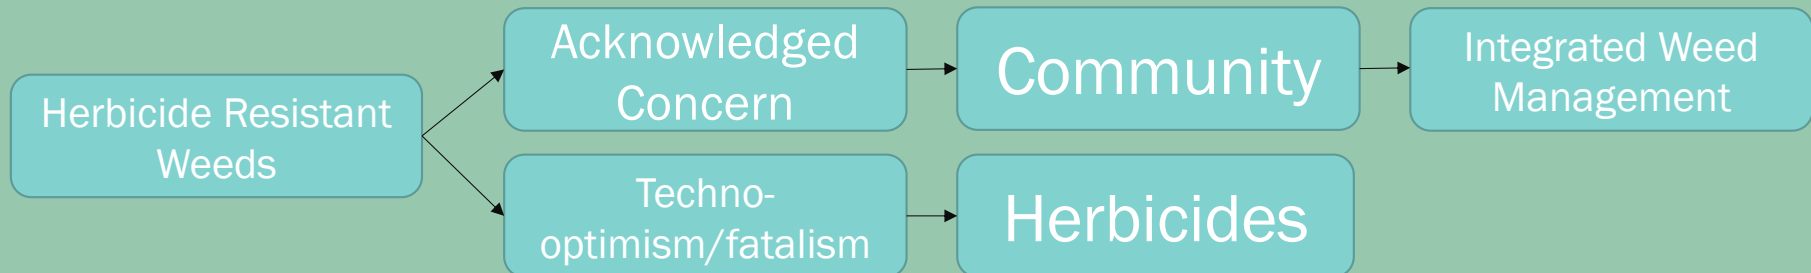 Herbicide Resistant
Weeds
Acknowledged
Concern
Community
Integrated Weed
Management
Techno-
optimism/fatalism
Herbicides